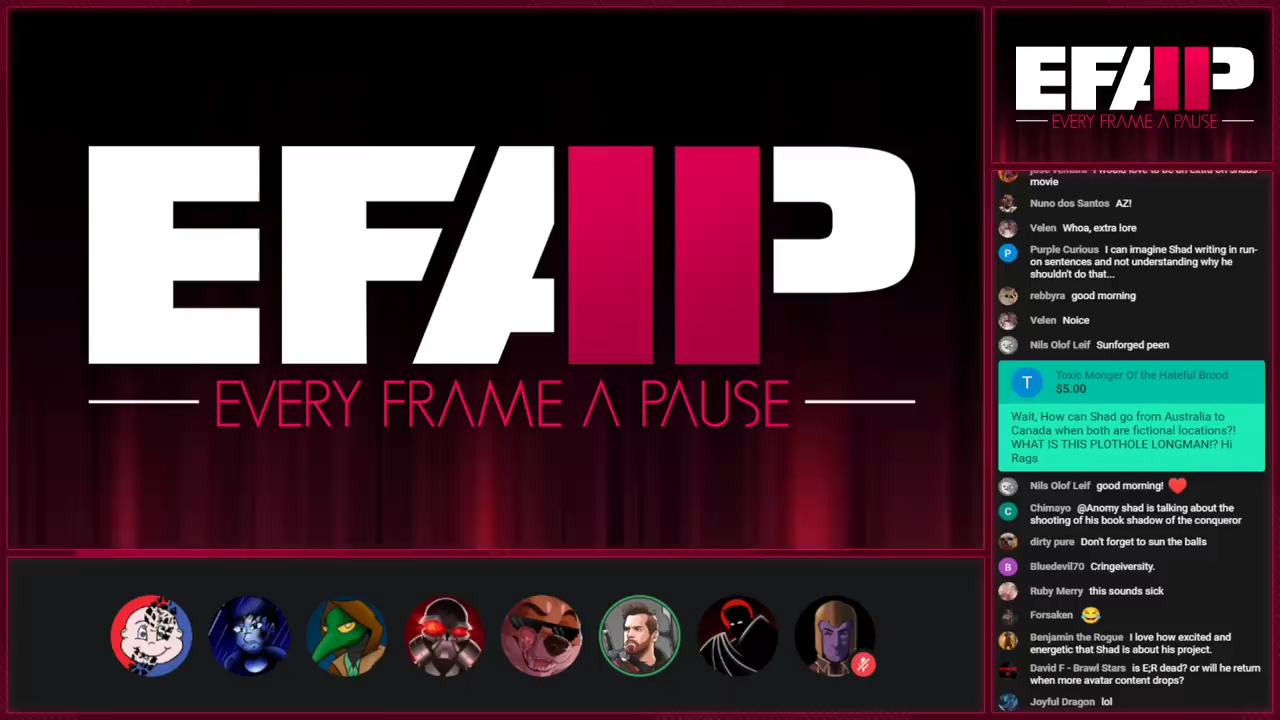 EFAP
EVERY FRAME A PAUSE
EFAP
EVERY FRAME A PAUSE
movie
Nuno dos Santos AZ!
Velen Whoa, extra lore
P
Purple Curious I can imagine Shad writing in run-
on sentences and not understanding why he
shouldn't do that...
rebbyra good morning
Velen Noice
Nils Olof Leif Sunforged peen
T
Toxic Monger Of the Hateful Brood
$5.00
Wait, How can Shad go from Australia to
Canada when both are fictional locations?!
WHAT IS THIS PLOTHOLE LONGMAN!? Hi
Rags
Nils Olof Leif good morning! ❤️
C
Chimayo @Anomy shad is talking about the
shooting of his book shadow of the conqueror
dirty pure Don't forget to sun the balls
B
Bluedevil70 Cringeiversity.
Ruby Merry this sounds sick
Forsaken 😂
Benjamin the Rogue I love how excited and
energetic that Shad is about his project.
David F - Brawl Stars is E;R dead? or will he return
when more avatar content drops?
Joyful Dragon lol